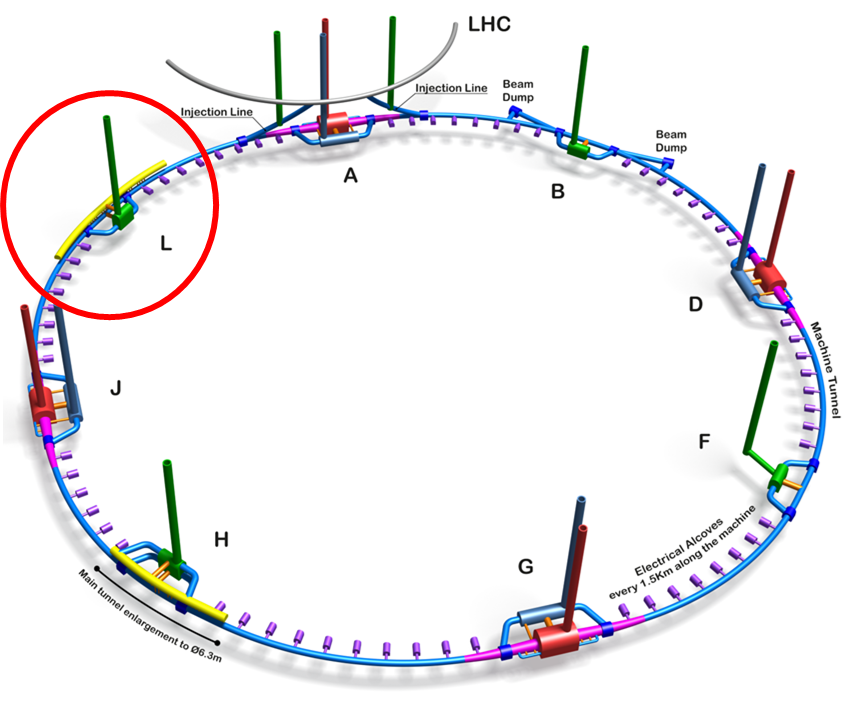 LHC
Injection Line
Injection Line
Beam
Dump
Beam
Dump
A
B
L
D
Machine Tunnel
J
F
H
G
Electrical Alcoves
every 1.5Km along the machine
Main tunnel enlargement to Ø6.3m